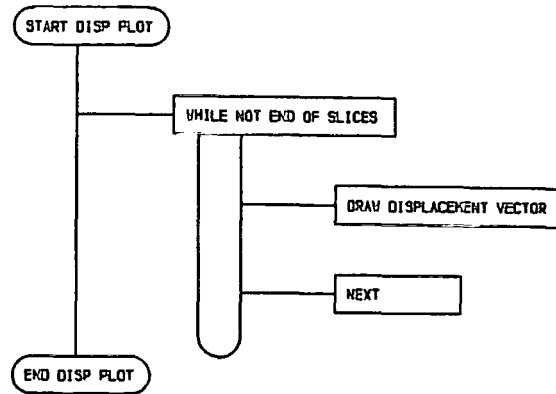 START DISP PLOT
WHILE NOT END OF SLICES
DRAW DISPLACEMENT VECTOR
NEXT
END DISP PLOT